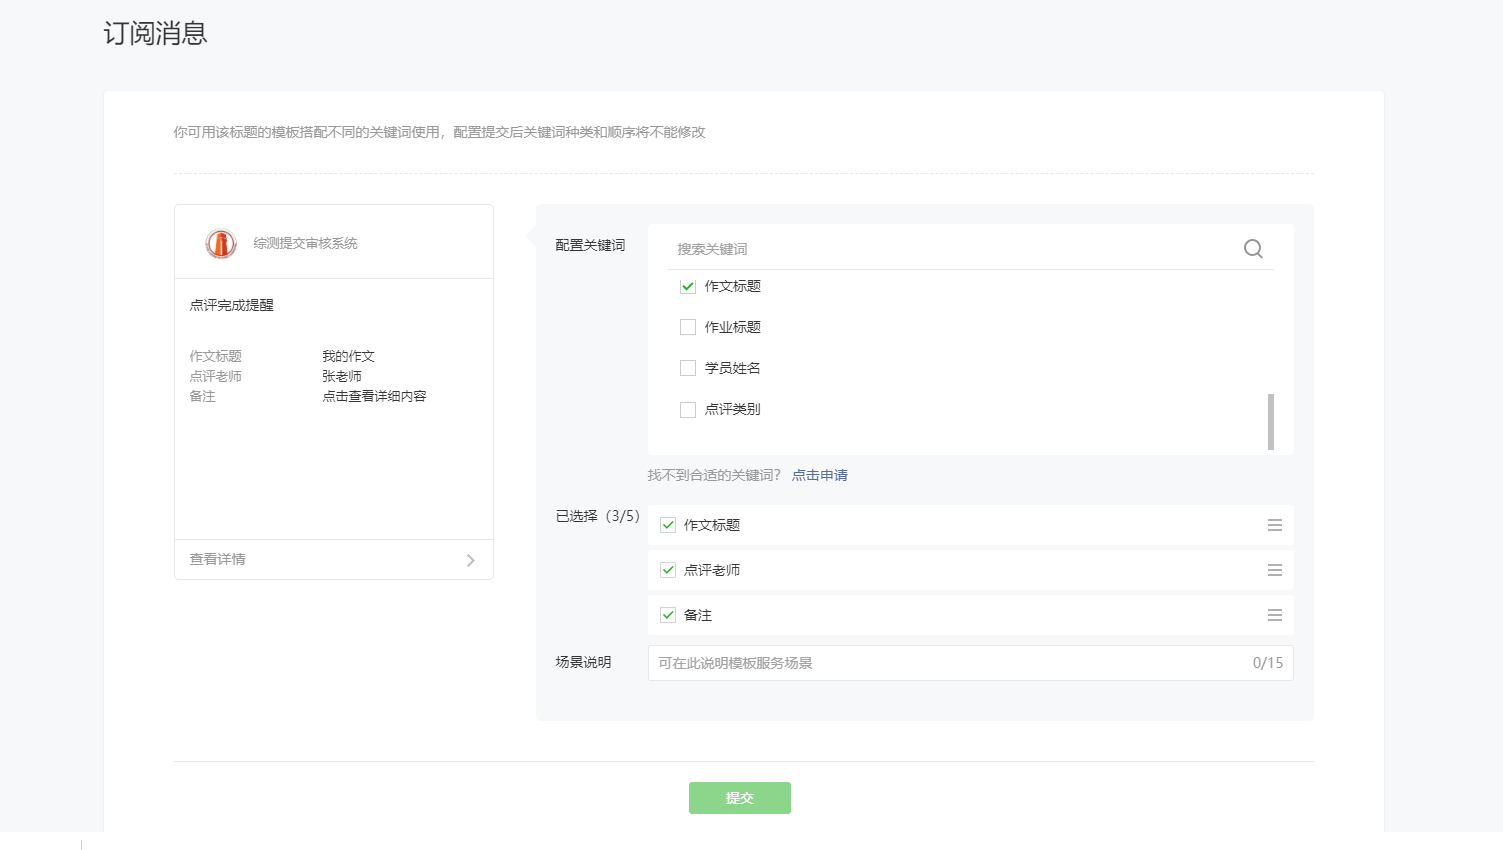 订阅消息
你可用该标题的模板搭配不同的关键词使用，配置提交后关键词种类和顺序将不能修改
综测提交审核系统
点评完成提醒
作文标题 我的作文
点评老师 张老师
备注 点击查看详细内容
查看详情
配置关键词
搜索关键词
作文标题
作业标题
学员姓名
点评类别
找不到合适的关键词？ 点击申请
已选择（3/5）
作文标题
点评老师
备注
场景说明
可在此说明模板服务场景 0/15
提交